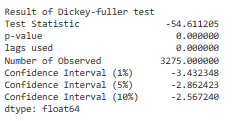 Result of Dickey-fuller test
Test Statistic -54.611205
p-value 0.000000
lags used 0.000000
Number of Observed 3275.000000
Confidence Interval (1%) -3.432348
Confidence Interval (5%) -2.862423
Confidence Interval (10%) -2.567240
dtype: float64